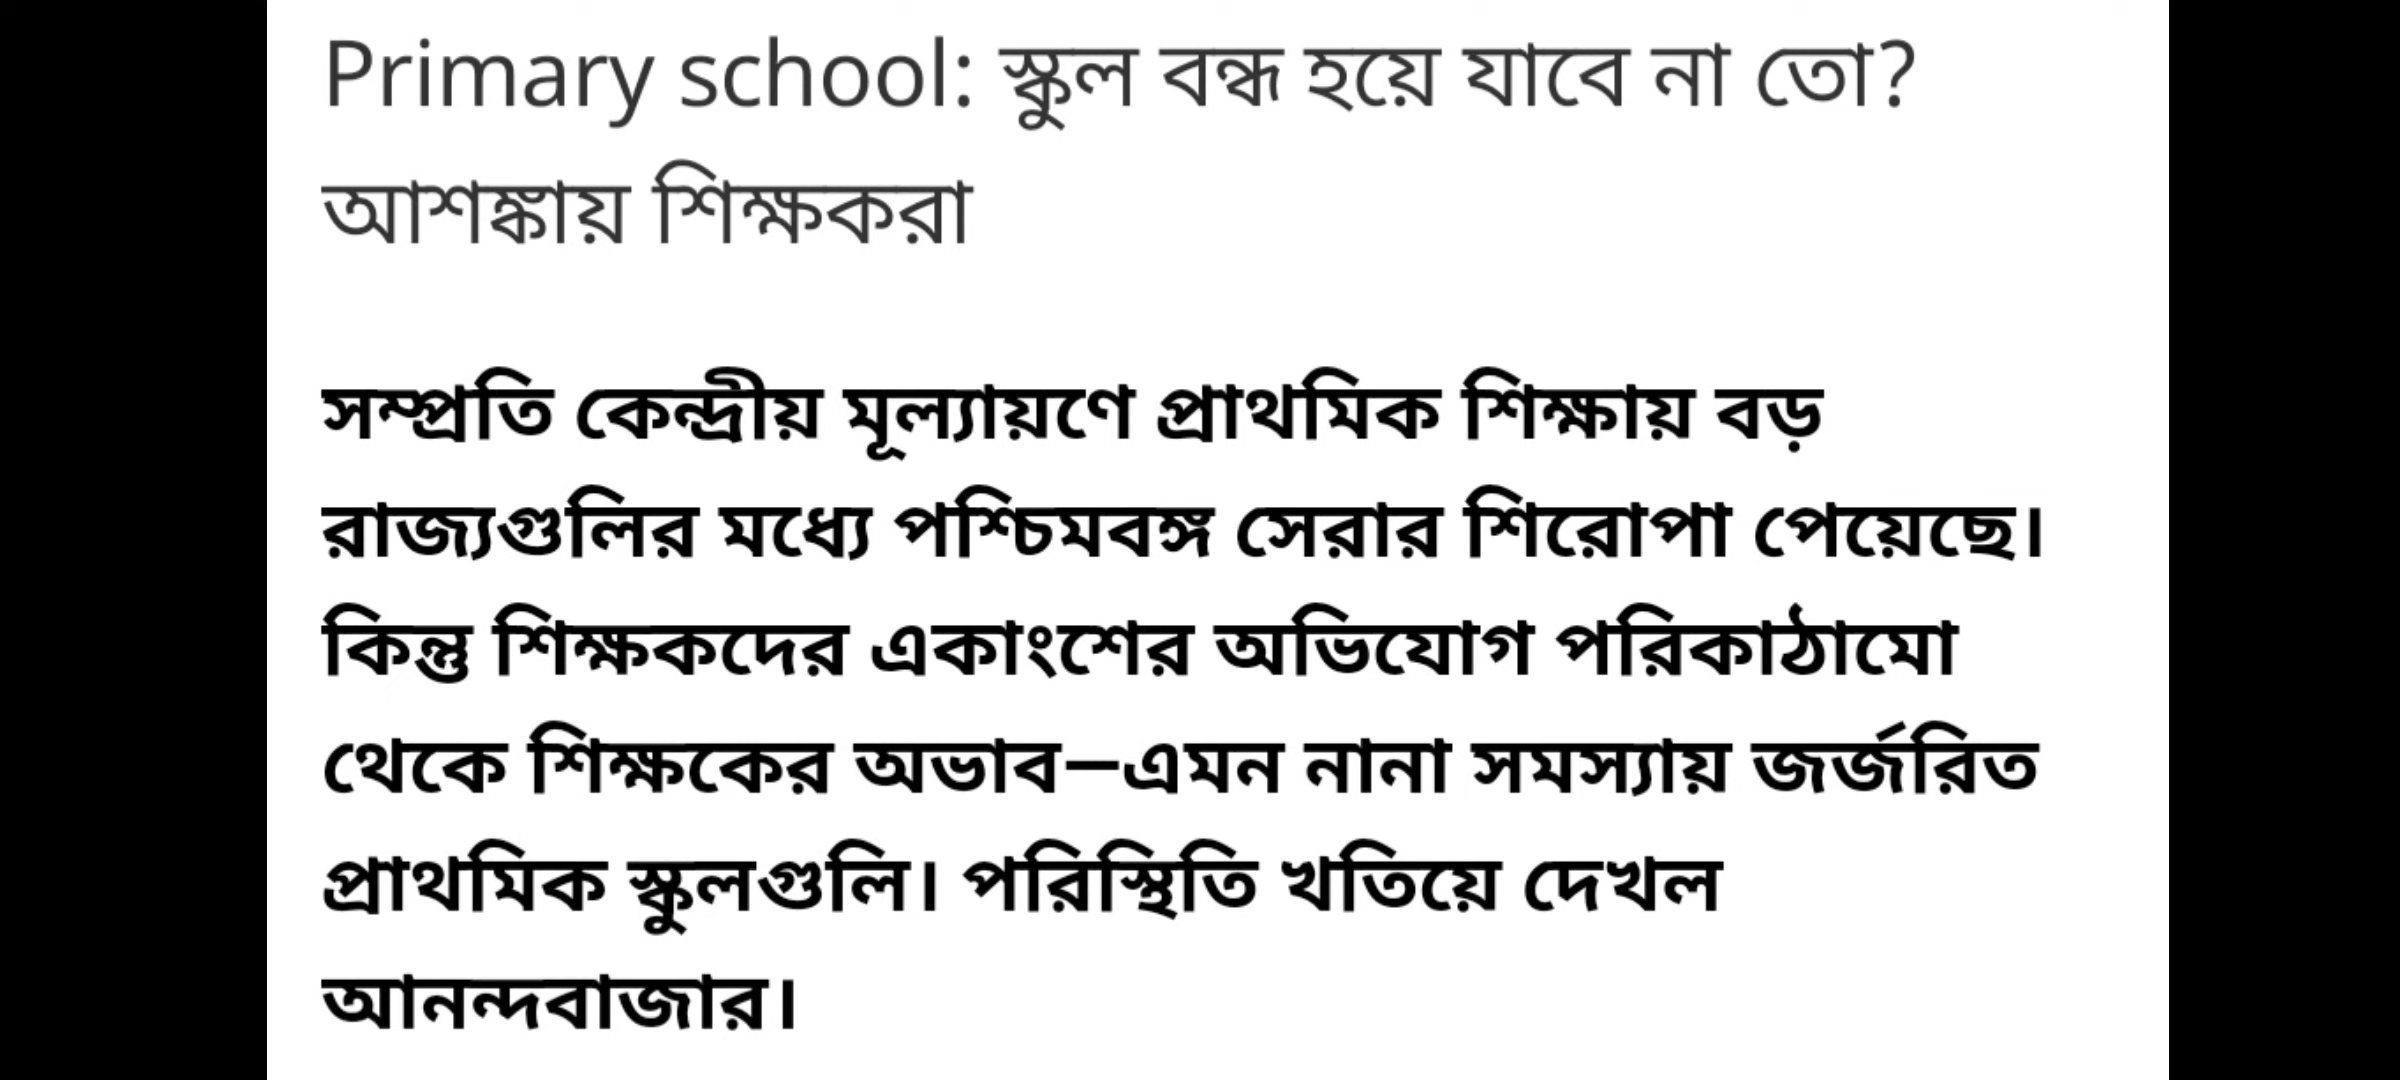 Primary school: স্কুল বন্ধ হয়ে যাবে না তো?
আশঙ্কায় শিক্ষকরা
সম্প্রতি কেন্দ্রীয় মূল্যায়ণে প্রাথমিক শিক্ষায় বড়
রাজ্যগুলির মধ্যে পশ্চিমবঙ্গ সেরার শিরোপা পেয়েছে।
কিন্তু শিক্ষকদের একাংশের অভিযোগ পরিকাঠামো
থেকে শিক্ষকের অভাব—এমন নানা সমস্যায় জর্জরিত
প্রাথমিক স্কুলগুলি। পরিস্থিতি খতিয়ে দেখল
আনন্দবাজার।